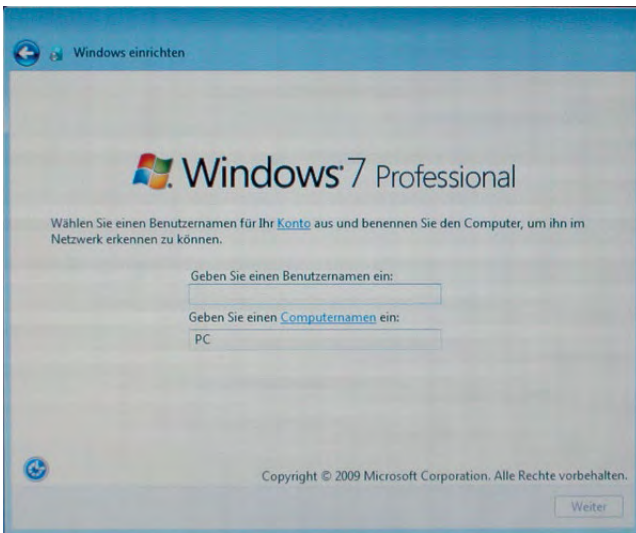 Windows einrichten
Windows 7 Professional
Wählen Sie einen Benutzernamen für Ihr Konto aus und benennen Sie den Computer, um ihn im
Netzwerk erkennen zu können.
Geben Sie einen Benutzernamen ein:
Geben Sie einen Computernamen ein:
PC
Copyright © 2009 Microsoft Corporation. Alle Rechte vorbehalten.
Weiter